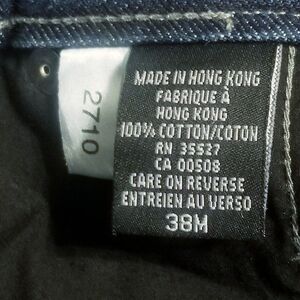 MADE IN HONG KONG
FABRIQUE À
HONG KONG
100% COTTON/COTON
RN 35527
CA 00508
CARE ON REVERSE
ENTREIEN AU VERSO
38M
2710